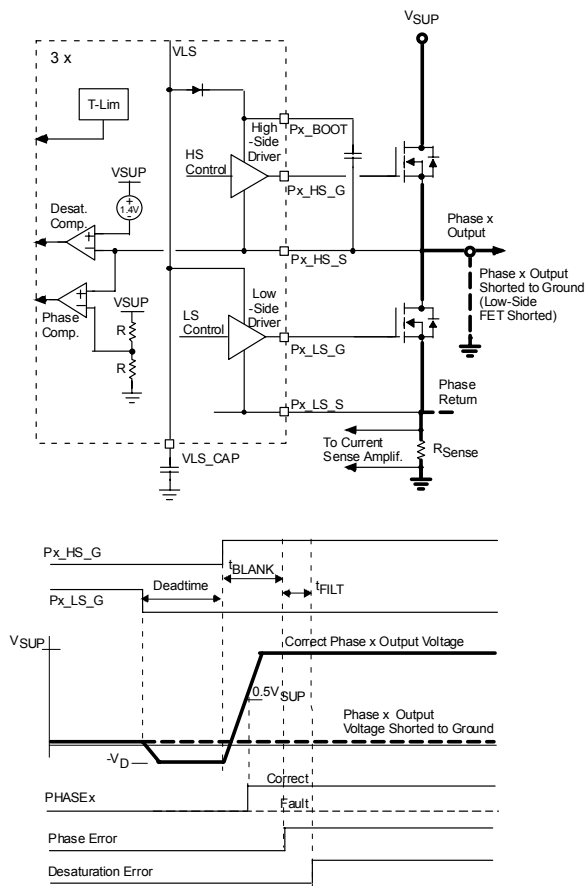 VSUP
3 x
VLS
T-Lim
High
-Side
Driver
Px_BOOT
HS
Control
Px_HS_G
VSUP
Desat.
Comp.
1.4V
+
-
+
-
Px_HS_S
Phase x
Output
Phase x Output
Shorted to Ground
(Low-Side
FET Shorted)
+
-
Phase
Comp.
VSUP
R
R
Low
-Side
Driver
LS
Control
Px_LS_G
Phase
Return
Px_LS_S
To Current
Sense Amplif.
RSense
VLS_CAP
Px_HS_G
Deadtime
tBLANK
tFILT
Px_LS_G
VSUP
Correct Phase x Output Voltage
0.5VSUP
Phase x Output
Voltage Shorted to Ground
-VD
Correct
PHASEx
Fault
Phase Error
Desaturation Error